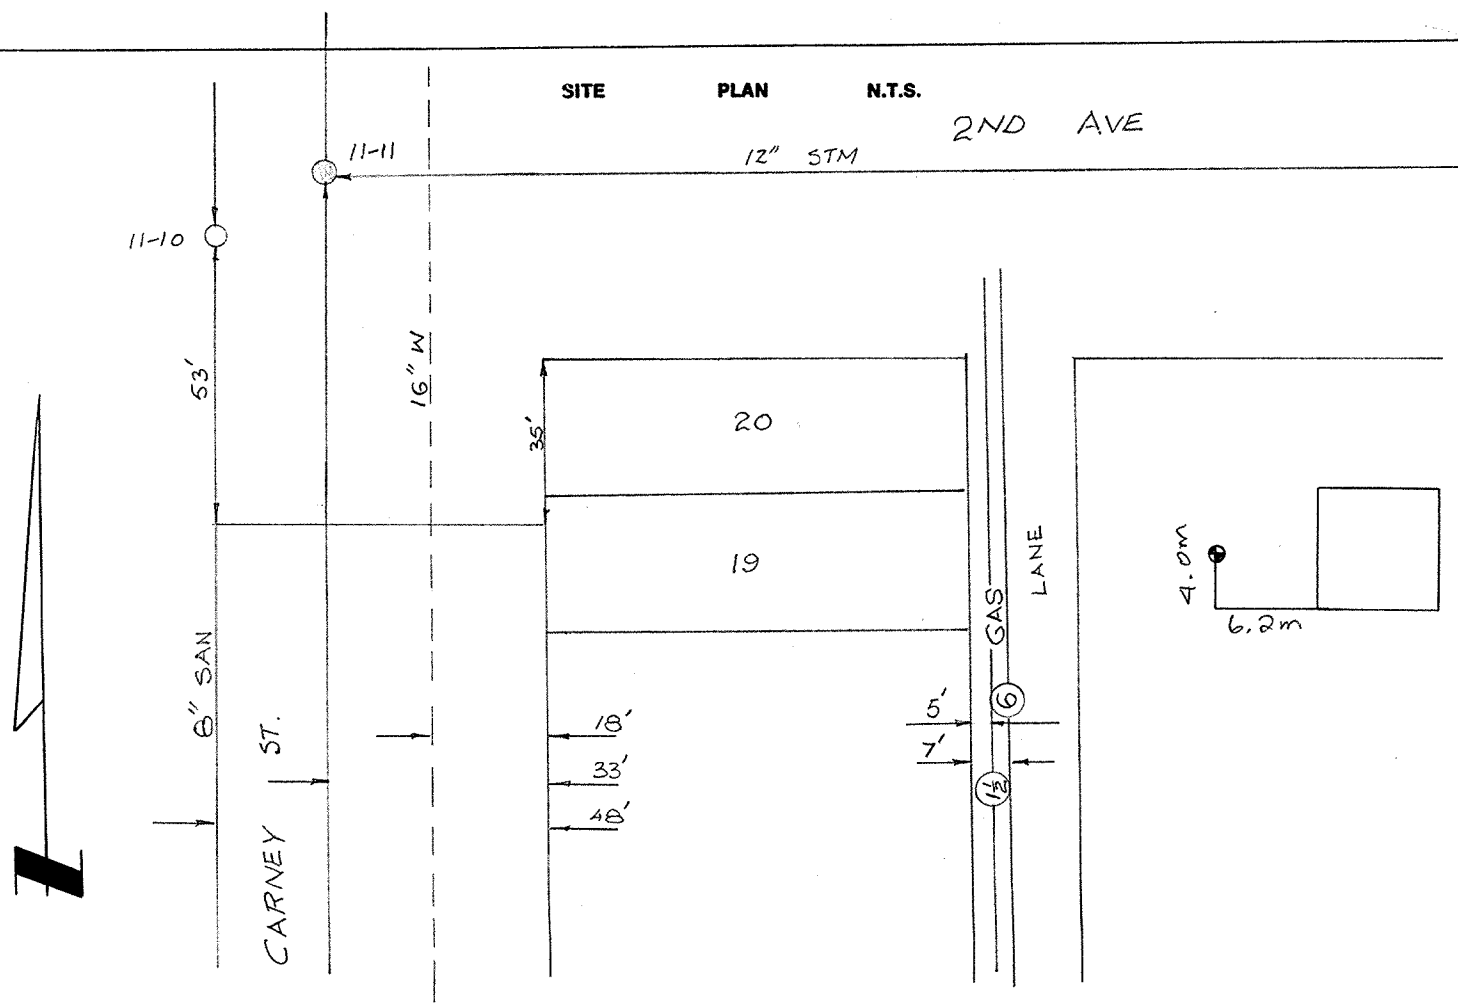 SITE PLAN N.T.S.
2ND AVE
11-11
12" STM
11-10
53'
16" W
35'
20
19
GAS
LANE
4.0m
6.2m
8" SAN
CARNEY ST.
18'
33'
48'
5'
6
7'
1½